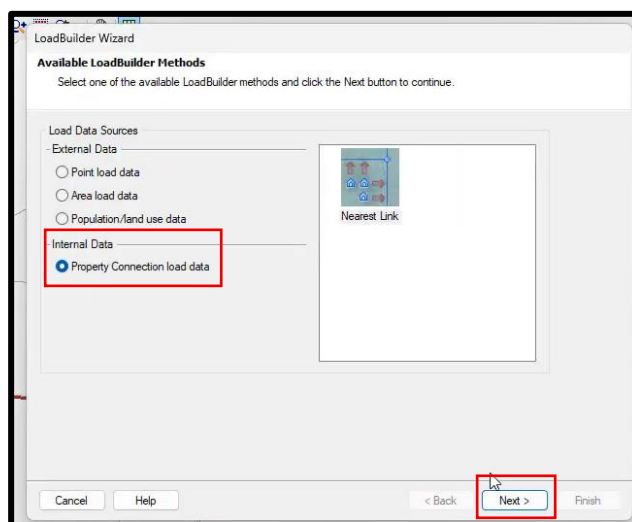 LoadBuilder Wizard
Available LoadBuilder Methods
Select one of the available LoadBuilder methods and click the Next button to continue.
Load Data Sources
External Data
Point load data
Area load data
Population/land use data
Internal Data
Property Connection load data
Nearest Link
Cancel
Help
< Back
Next >
Finish